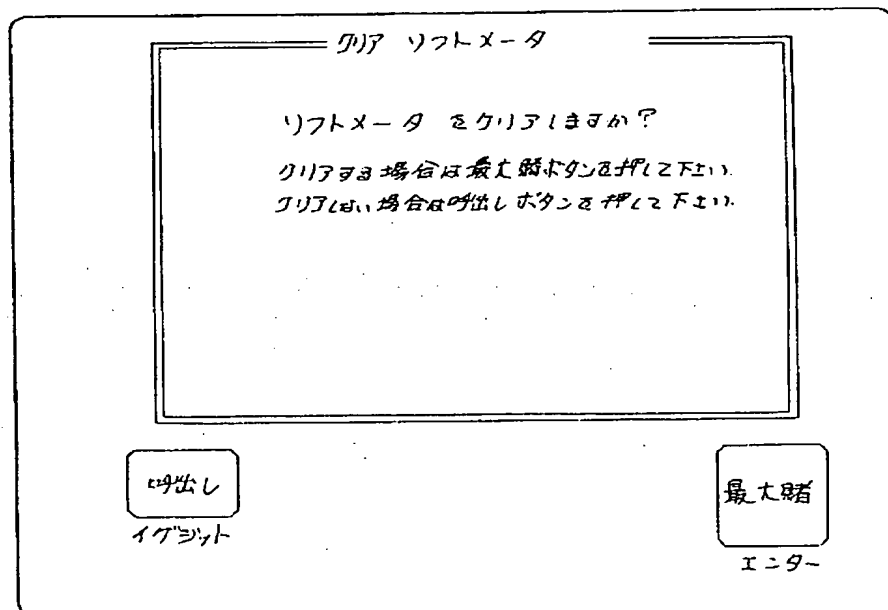 クリア ソフトメータ
ソフトメータ をクリアしますか?
クリアする場合は最大賭ボタンを押して下さい.
クリアしない場合は呼出しボタンを押して下さい.
呼出し
イグジット
最大賭
エンター